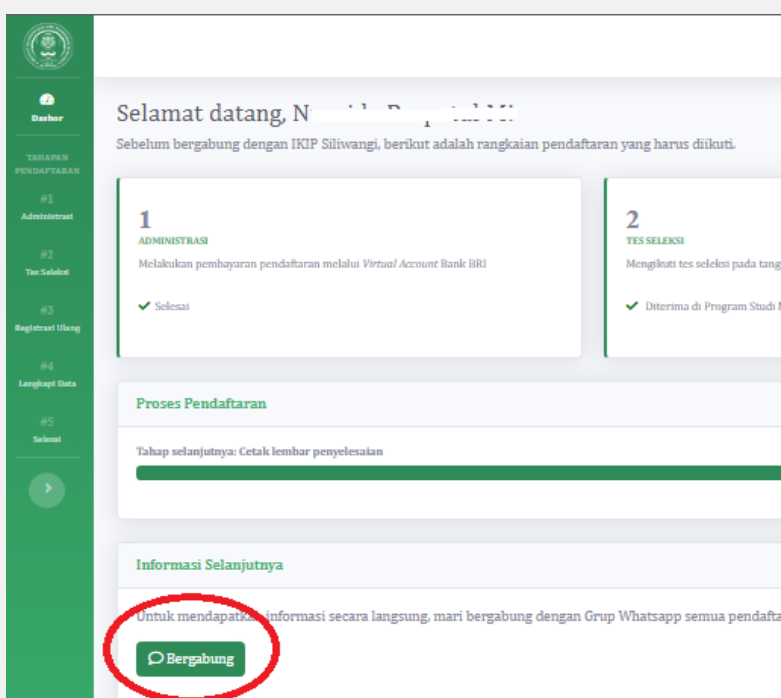 Dasbor
TAHAPAN
PENDAFTARAN
#1
Administrasi
#2
Tes Seleksi
#3
Registrasi Ulang
#4
Lengkapi Data
#5
Selesai
Selamat datang,
Sebelum bergabung dengan IKIP Siliwangi, berikut adalah rangkaian pendaftaran yang harus diikuti.
1
ADMINISTRASI
Melakukan pembayaran pendaftaran melalui Virtual Account Bank BRI
Selesai
2
TES SELEKSI
Mengikuti tes seleksi pada
Diterima di Program Studi
Proses Pendaftaran
Tahap selanjutnya: Cetak lembar penyelesaian
Informasi Selanjutnya
Untuk mendapatkan informasi secara langsung, mari bergabung dengan Grup Whatsapp semua
Bergabung